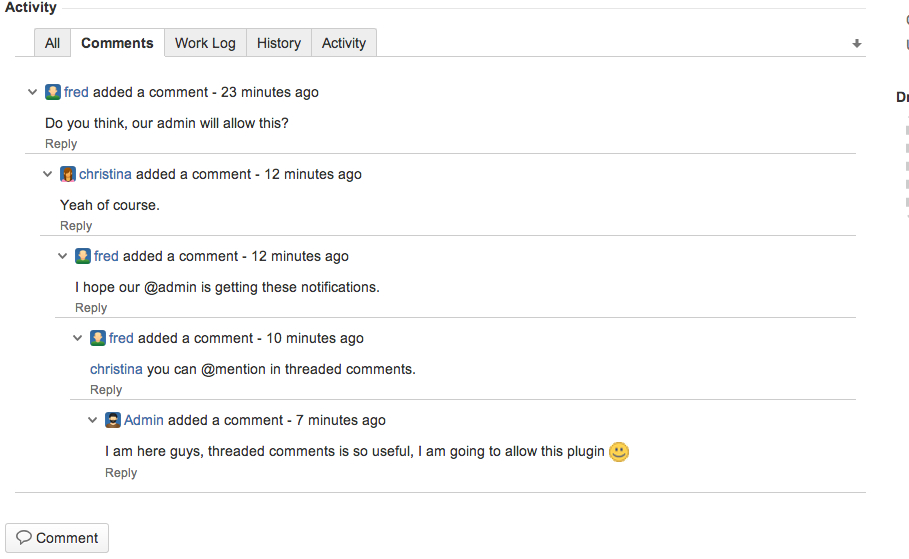 Activity
All Comments Work Log History Activity
fred added a comment - 23 minutes ago
Do you think, our admin will allow this?
Reply
christina added a comment - 12 minutes ago
Yeah of course.
Reply
fred added a comment - 12 minutes ago
I hope our @admin is getting these notifications.
Reply
fred added a comment - 10 minutes ago
christina you can @mention in threaded comments.
Reply
Admin added a comment - 7 minutes ago
I am here guys, threaded comments is so useful, I am going to allow this plugin
Reply
Comment